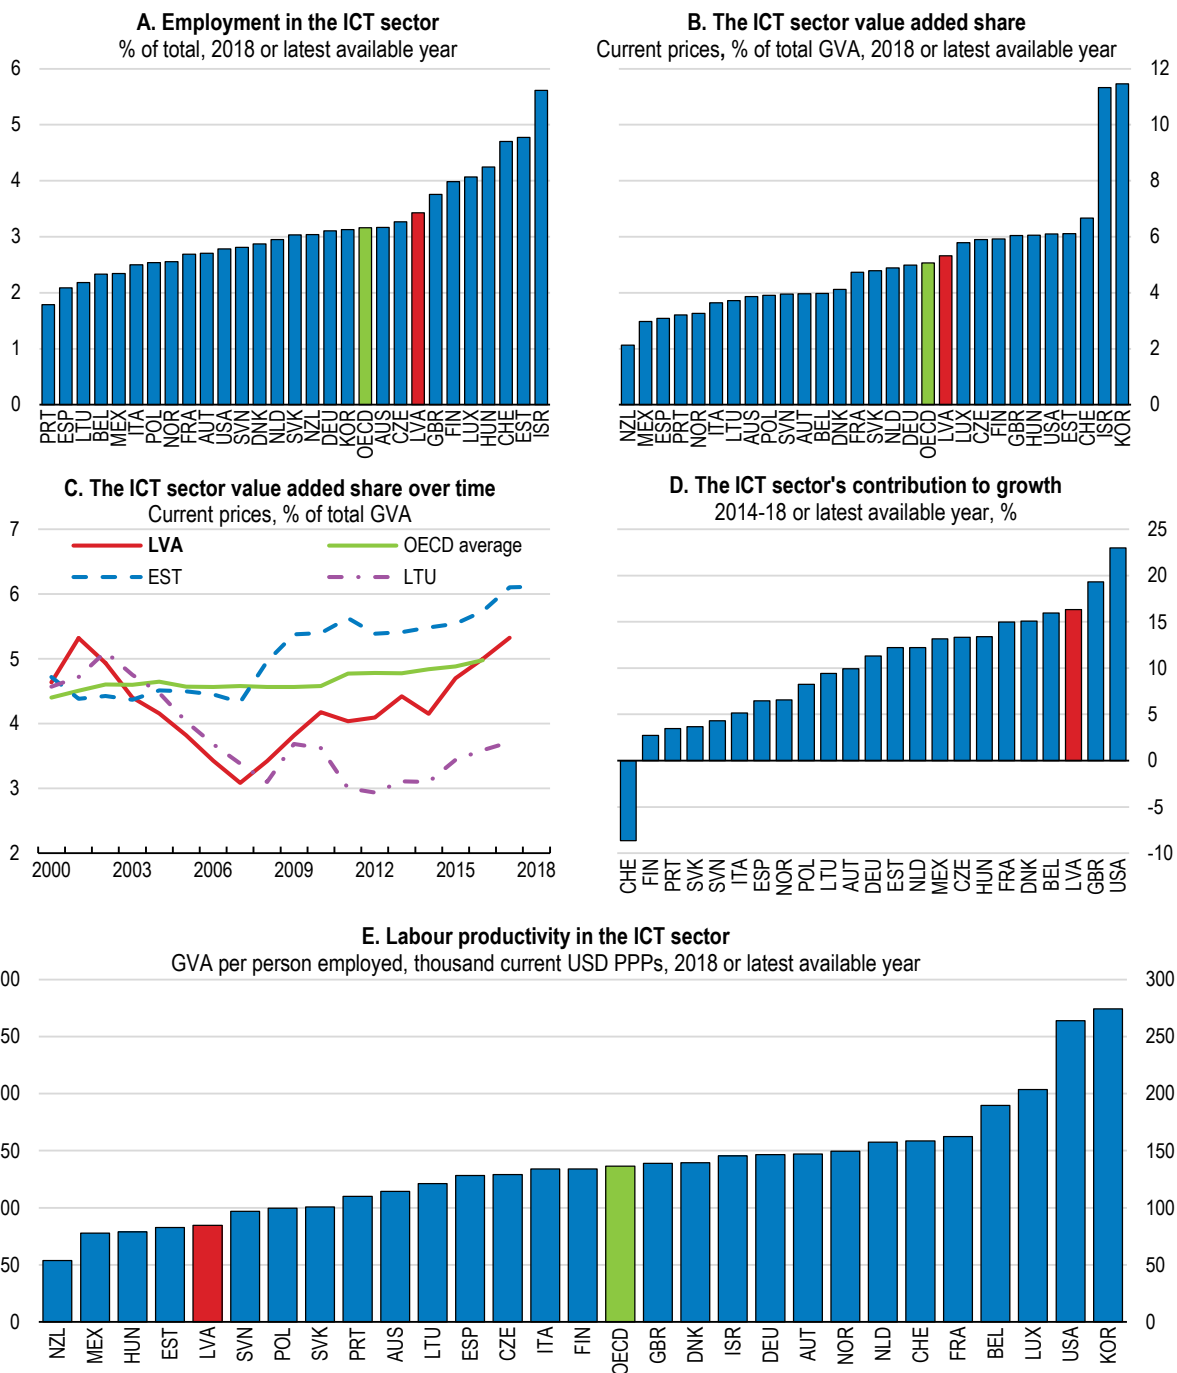 A. Employment in the ICT sector
% of total, 2018 or latest available year
6
5
4
3
2
1
0
PRT ESP LTU BEL MEX ITA POL NOR FRA AUT USA SVN DNK NLD SVK NZL DEU KOR OECD AUS CZE LVA GBR FIN LUX HUN CHE EST ISR
B. The ICT sector value added share
Current prices, % of total GVA, 2018 or latest available year
12
10
8
6
4
2
0
NZL MEX ESP PRT NOR ITA LTU AUS POL SVN AUT BEL DNK FRA SVK NLD DEU OECD LVA LUX CZE FIN GBR HUN USA EST CHE ISR KOR
C. The ICT sector value added share over time
Current prices, % of total GVA
7
6
5
4
3
2
LVA
OECD average
EST
LTU
2000 2003 2006 2009 2012 2015 2018
D. The ICT sector's contribution to growth
2014-18 or latest available year, %
25
20
15
10
5
0
-5
-10
CHE FIN PRT SVK SVN ITA ESP NOR POL LTU AUT DEU EST NLD MEX CZE HUN FRA DNK BEL LVA GBR USA
E. Labour productivity in the ICT sector
GVA per person employed, thousand current USD PPPs, 2018 or latest available year
00
50
00
50
00
50
0
300
250
200
150
100
50
0
NZL MEX HUN EST LVA SVN POL SVK PRT AUS LTU ESP CZE ITA FIN OECD GBR DNK ISR DEU AUT NOR NLD CHE FRA BEL LUX USA KOR